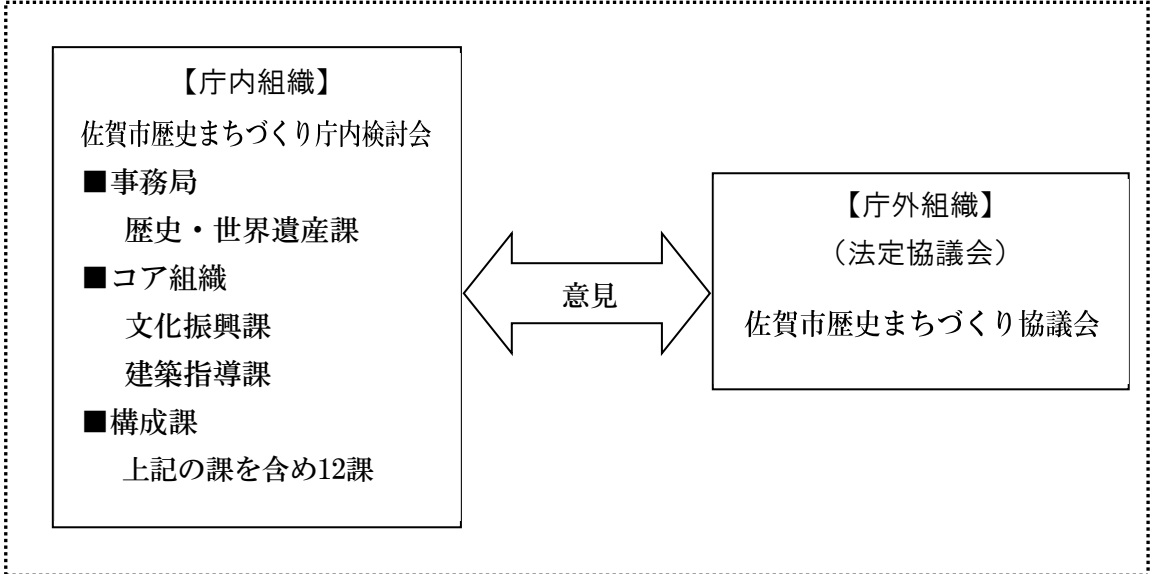 【庁内組織】
佐賀市歴史まちづくり庁内検討会
■事務局
歴史・世界遺産課
■コア組織
文化振興課
建築指導課
■構成課
上記の課を含め12課
意見
【庁外組織】
（法定協議会）
佐賀市歴史まちづくり協議会